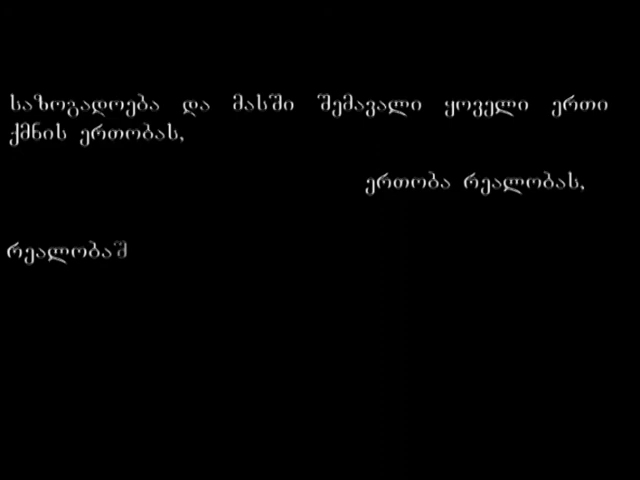 საზოგადოება და მასში შემავალი ყოველი ერთი
ქმნის ერთობას,
ერთობა რეალობას,
რეალობაშ